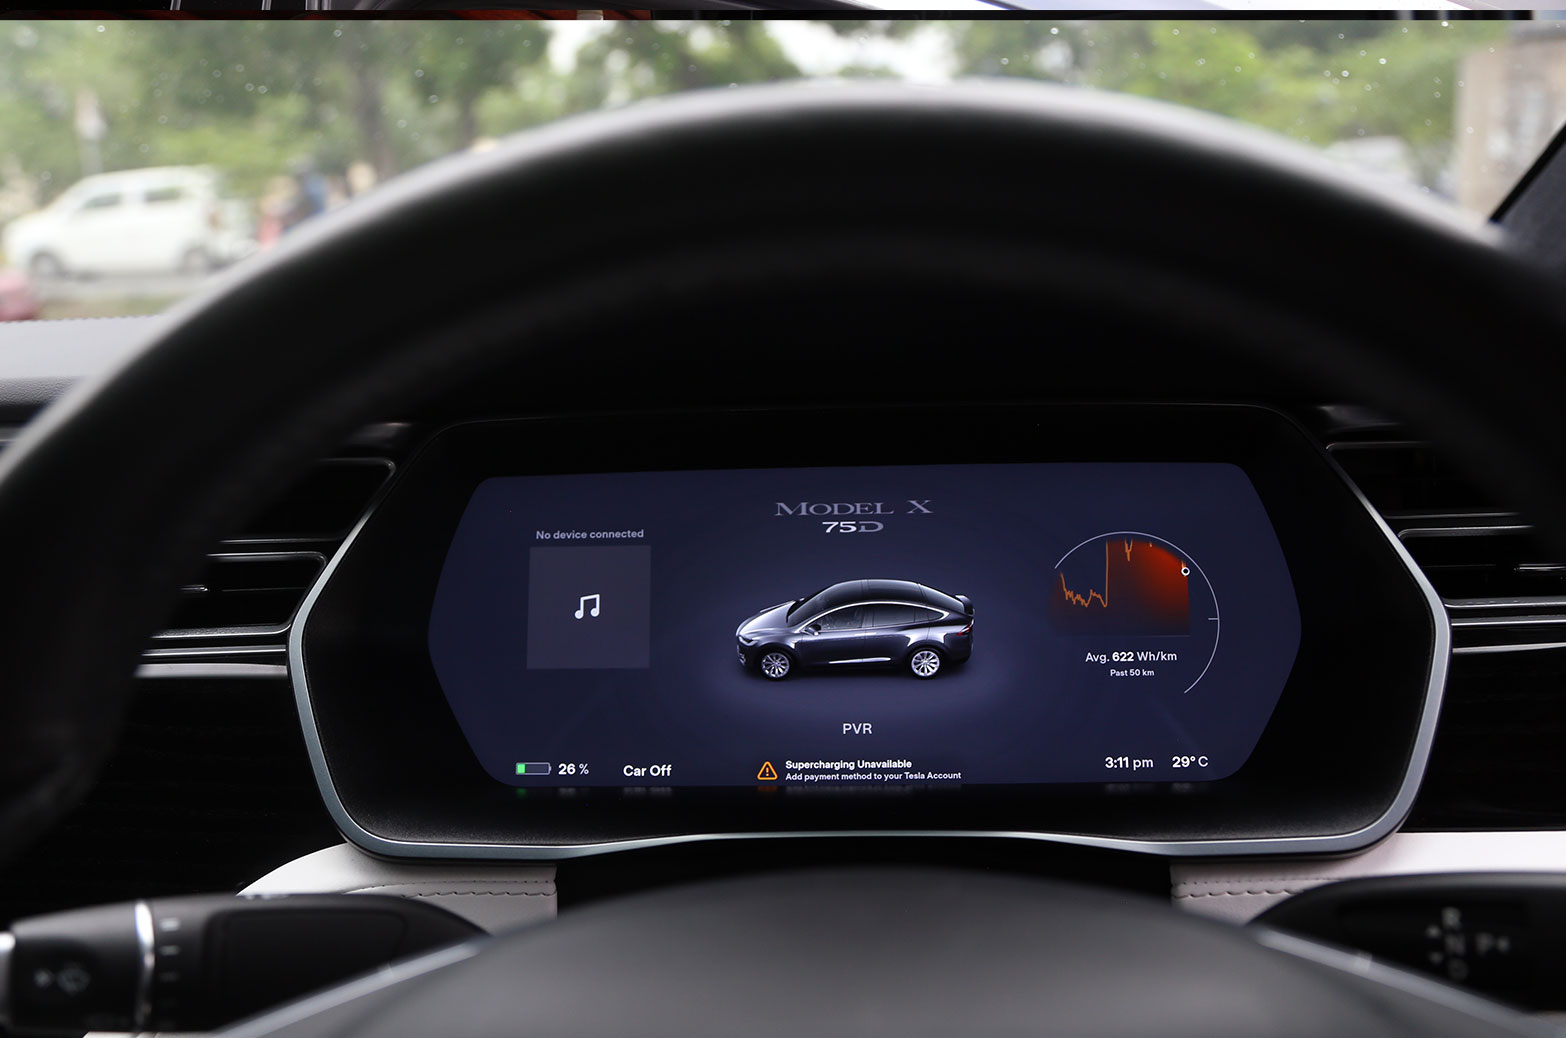 MODEL X
75D
No device connected
Avg. 622 Wh/km
Past 50 km
PVR
26 %
Car Off
Supercharging Unavailable
Add payment method to your Tesla Account
3:11 pm
29° C
R
N P
D